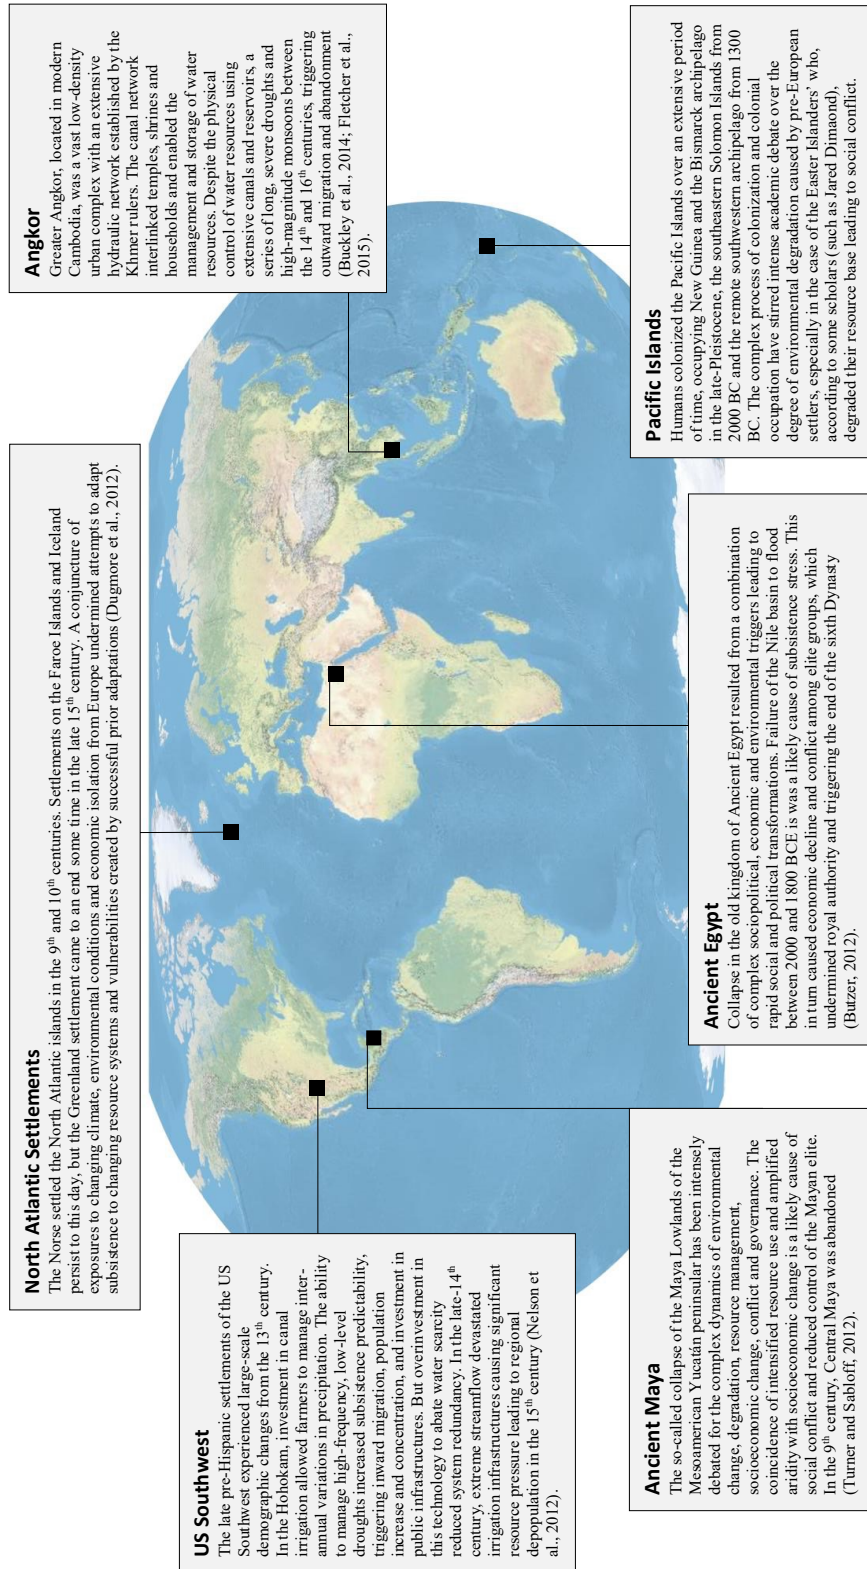 North Atlantic Settlements
The Norse settled the North Atlantic islands in the 9th and 10th centuries. Settlements on the Faroe Islands and Iceland
persist to this day, but the Greenland settlement came to an end some time in the late 15th century. A conjuncture of
exposures to changing climate, environmental conditions and economic isolation from Europe undermined attempts to adapt
subsistence to changing resource systems and vulnerabilities created by successful prior adaptations (Dugmore et al., 2012).
Angkor
Greater Angkor, located in modern
Cambodia, was a vast low-density
urban complex with an extensive
hydraulic network established by the
Khmer rulers. The canal network
interlinked temples, shrines and
households and enabled the
management and storage of water
resources. Despite the physical
control of water resources using
extensive canals and reservoirs, a
series of long, severe droughts and
high-magnitude monsoons between
the 14th and 16th centuries, triggering
outward migration and abandonment
(Buckley et al., 2014; Fletcher et al.,
2015).
US Southwest
The late pre-Hispanic settlements of the US
Southwest experienced large-scale
demographic changes from the 13th century.
In the Hohokam, investment in canal
irrigation allowed farmers to manage inter-
annual variations in precipitation. The ability
to manage high-frequency, low-level
droughts increased subsistence predictability,
triggering inward migration, population
increase and concentration, and investment in
public infrastructures. But overinvestment in
this technology to abate water scarcity
reduced system redundancy. In the late-14th
century, extreme streamflow devastated
irrigation infrastructures causing significant
resource pressure leading to regional
depopulation in the 15th century (Nelson et
al., 2012).
Ancient Maya
The so-called collapse of the Maya Lowlands of the
Mesoamerican Yucatán peninsular has been intensely
debated for the complex dynamics of environmental
change, degradation, resource management,
socioeconomic change, conflict and governance. The
coincidence of intensified resource use and amplified
aridity with socioeconomic change is a likely cause of
social conflict and reduced control of the Mayan elite.
In the 9th century, Central Maya was abandoned
(Turner and Sabloff, 2012).
Ancient Egypt
Collapse in the old kingdom of Ancient Egypt resulted from a combination
of complex sociopolitical, economic and environmental triggers leading to
rapid social and political transformations. Failure of the Nile basin to flood
between 2000 and 1800 BCE is was a likely cause of subsistence stress. This
in turn caused economic decline and conflict among elite groups, which
undermined royal authority and triggering the end of the sixth Dynasty
(Butzer, 2012).
Pacific Islands
Humans colonized the Pacific Islands over an extensive period
of time, occupying New Guinea and the Bismarck archipelago
in the late-Pleistocene, the southeastern Solomon Islands from
2000 BC and the remote southwestern archipelago from 1300
BC. The complex process of colonization and colonial
occupation have stirred intense academic debate over the
degree of environmental degradation caused by pre-European
settlers, especially in the case of the Easter Islanders’ who,
according to some scholars (such as Jared Dimaond),
degraded their resource base leading to social conflict.